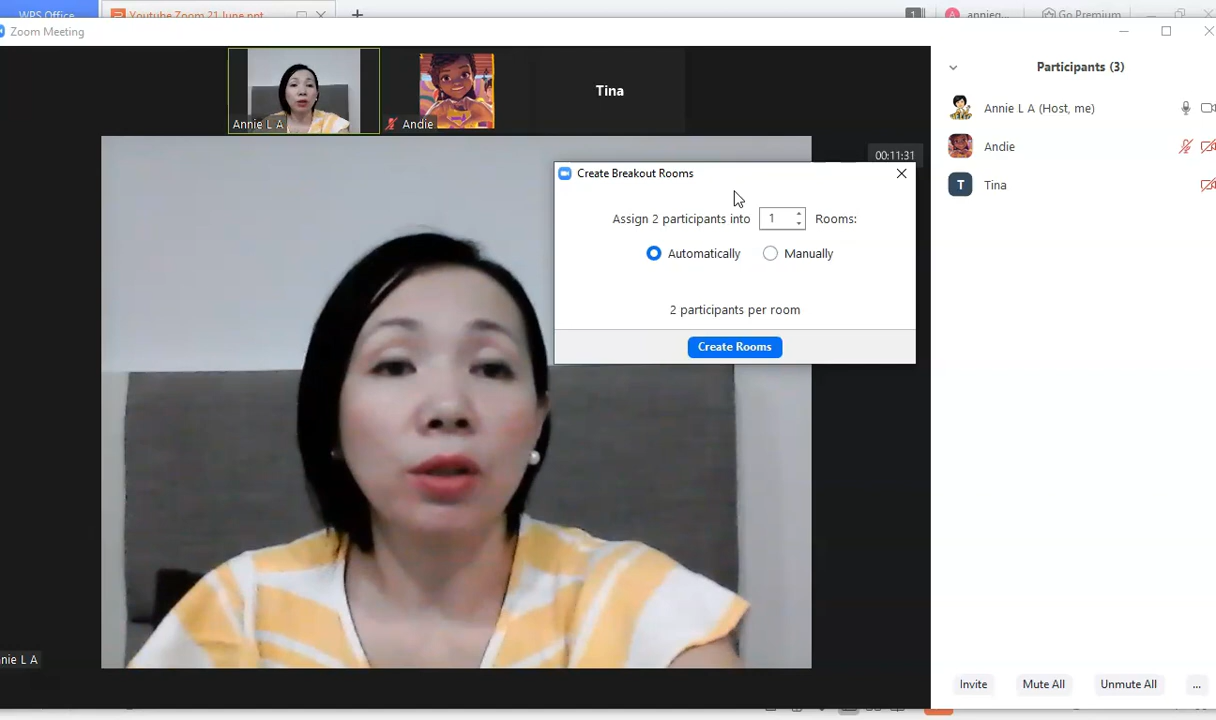 WPS Office
Youtube Zoom 21 June.ppt
1
A
annieg
Go Premium
Zoom Meeting
Annie L A
Andie
Tina
Participants (3)
Annie L A (Host, me)
Andie
T
Tina
00:11:31
Create Breakout Rooms
Assign 2 participants into 1 Rooms:
Automatically
Manually
2 participants per room
Create Rooms
nie L A
Invite
Mute All
Unmute All
...